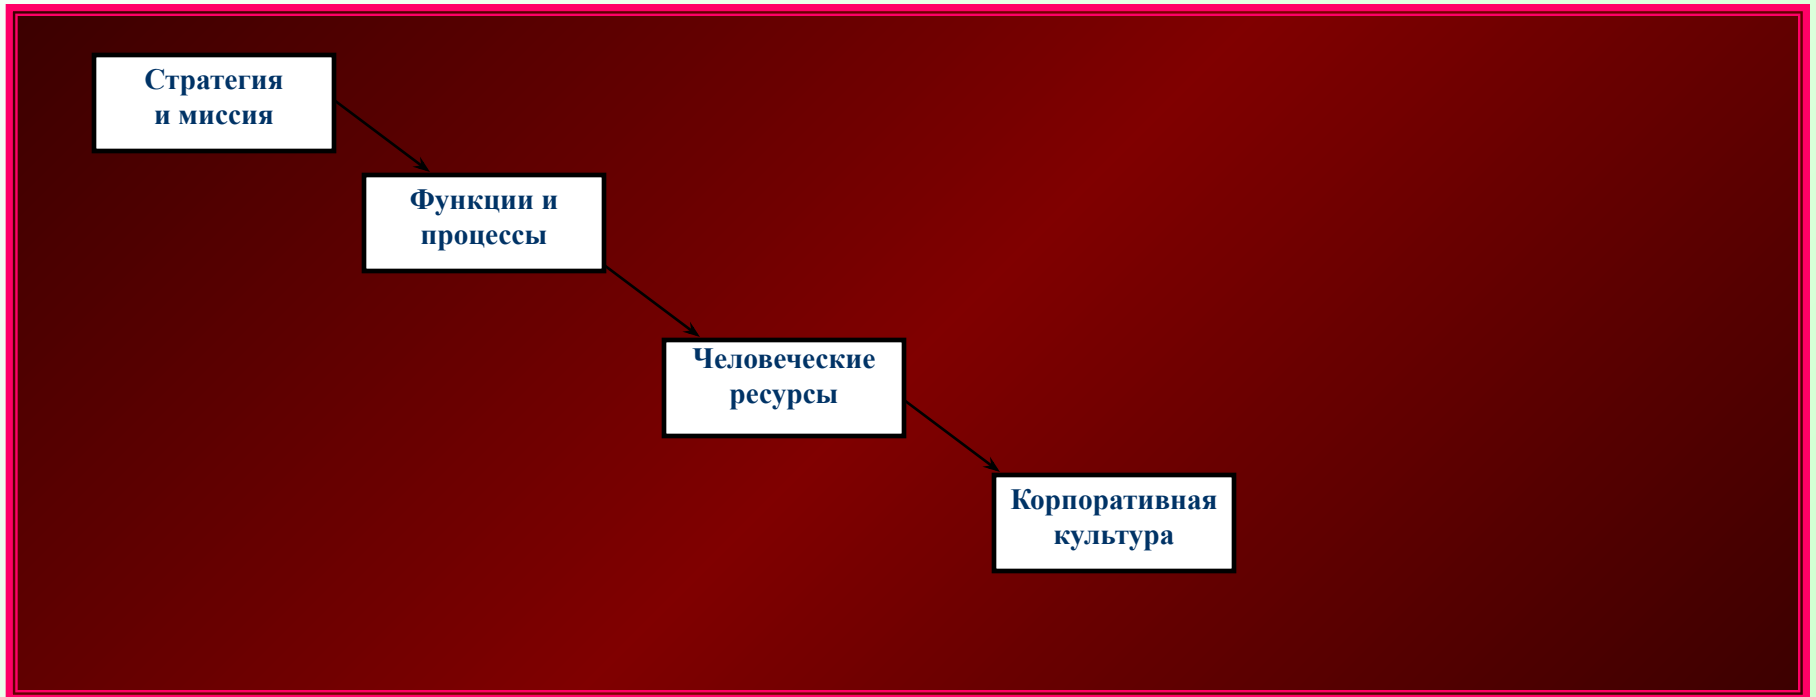 Стратегия
и миссия
Функции и
процессы
Человеческие
ресурсы
Корпоративная
культура